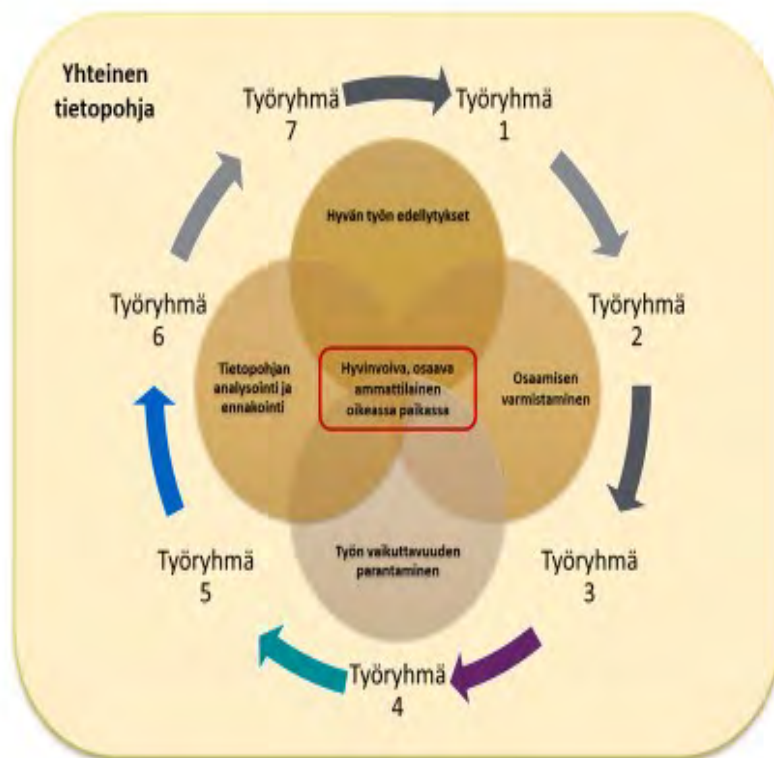 Yhteinen
tietopohja
Työryhmä
7
Työryhmä
1
Hyvän työn edellytykset
Työryhmä
6
Työryhmä
2
Tietopohjan
analysointi ja
ennakointi
Hyvinvoiva, osaava
ammattilainen
oikeassa paikassa
Osaamisen
varmistaminen
Työn vaikuttavuuden
parantaminen
Työryhmä
5
Työryhmä
3
Työryhmä
4